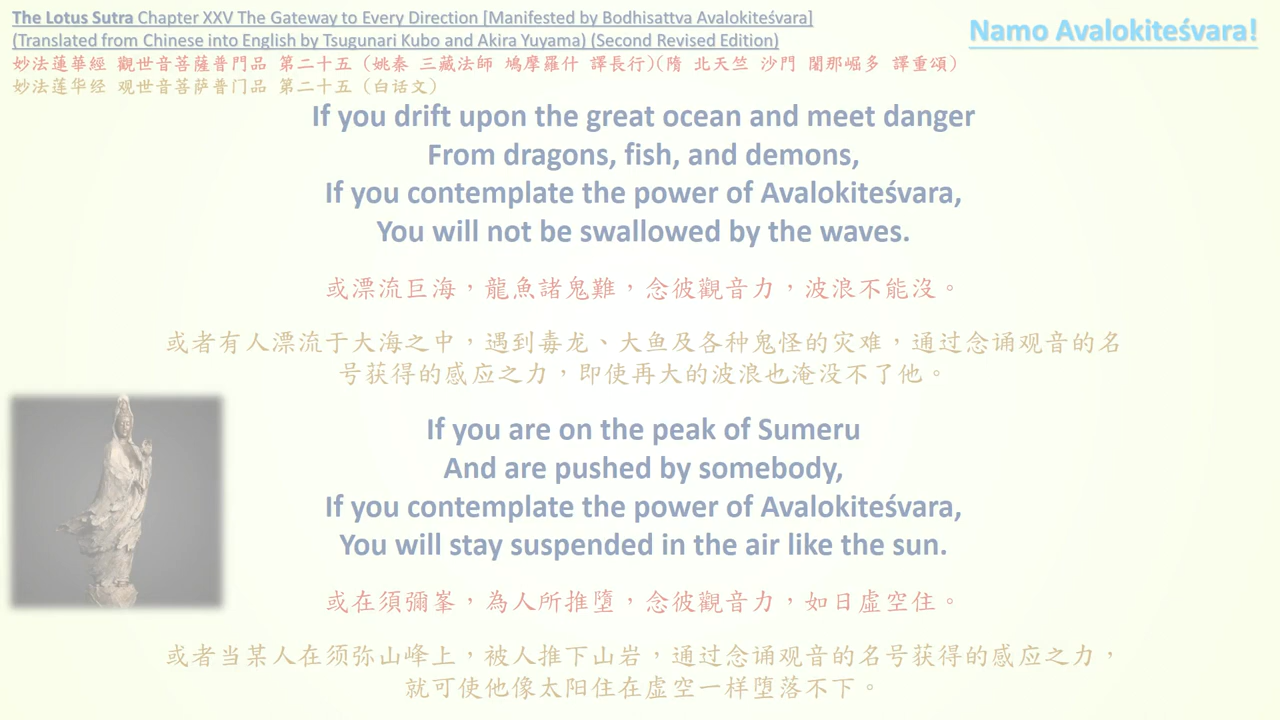 The Lotus Sutra Chapter XXV The Gateway to Every Direction [Manifested by Bodhisattva Avalokiteśvara]
(Translated from Chinese into English by Tsugunari Kubo and Akira Yuyama) (Second Revised Edition)
Namo Avalokiteśvara!
妙法蓮華經 觀世音菩薩普門品 第二十五 (姚秦 三藏法師 鳩摩羅什 譯長行)(隋 北天竺 沙門 闍那崛多 譯重頌)
妙法莲华经 观世音菩萨普门品 第二十五 (白话文)
If you drift upon the great ocean and meet danger
From dragons, fish, and demons,
If you contemplate the power of Avalokiteśvara,
You will not be swallowed by the waves.
或漂流巨海，龍魚諸鬼難，念彼觀音力，波浪不能沒。
或者有人漂流于大海之中，遇到毒龙、大鱼及各种鬼怪的灾难，通过念诵观音的名
号获得的感应之力，即使再大的波浪也淹没不了他。
If you are on the peak of Sumeru
And are pushed by somebody,
If you contemplate the power of Avalokiteśvara,
You will stay suspended in the air like the sun.
或在須彌峯，為人所推墮，念彼觀音力，如日虛空住。
或者当某人在须弥山峰上，被人推下山岩，通过念诵观音的名号获得的感应之力，
就可使他像太阳住在虚空一样堕落不下。